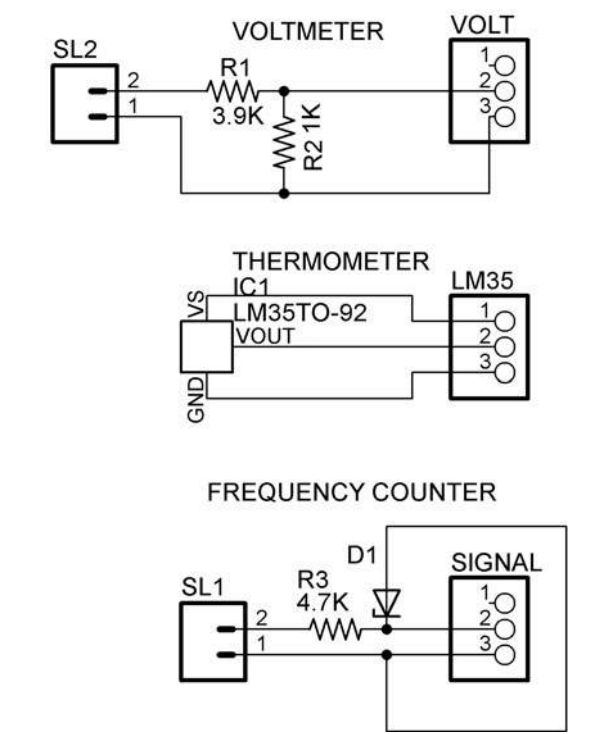 VOLTMETER
VOLT
SL2
R1
3.9K
R2 1K
2
1
1
2
3
THERMOMETER
IC1
LM35TO-92
LM35
VS
VOUT
GND
1
2
3
FREQUENCY COUNTER
D1
SIGNAL
R3
4.7K
SL1
2
1
1
2
3